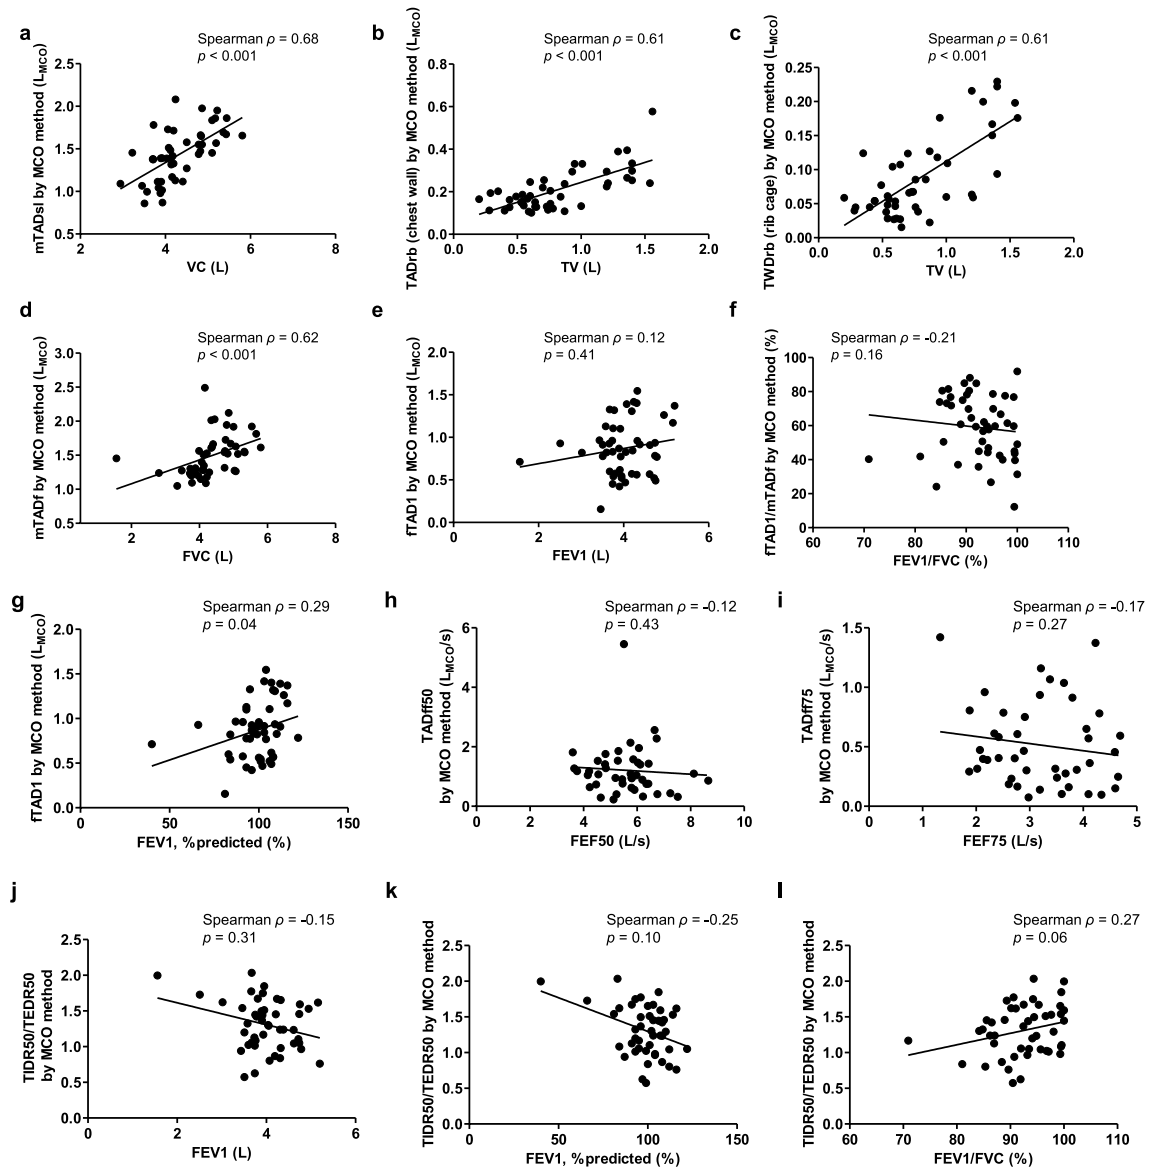 a
Spearman ρ = 0.68
p < 0.001
mTADsl by MCO method (LMCO)
2.5
2.0
1.5
1.0
0.5
2 4 6 8
VC (L)
b
Spearman ρ = 0.61
p < 0.001
TADrb (chest wall) by MCO method (LMCO)
0.8
0.6
0.4
0.2
0.0
0.0 0.5 1.0 1.5 2.0
TV (L)
c
Spearman ρ = 0.61
p < 0.001
TWDrb (rib cage) by MCO method (LMCO)
0.25
0.20
0.15
0.10
0.05
0.00
0.0 0.5 1.0 1.5 2.0
TV (L)
d
Spearman ρ = 0.62
p < 0.001
mTADf by MCO method (LMCO)
3.0
2.5
2.0
1.5
1.0
0.5
0 2 4 6 8
FVC (L)
e
Spearman ρ = 0.12
p = 0.41
fTAD1 by MCO method (LMCO)
2.0
1.5
1.0
0.5
0.0
0 2 4 6
FEV1 (L)
f
Spearman ρ = -0.21
p = 0.16
fTAD1/mTADf by MCO method (%)
100
80
60
40
20
0
60 70 80 90 100 110
FEV1/FVC (%)
g
Spearman ρ = 0.29
p = 0.04
fTAD1 by MCO method (LMCO)
2.0
1.5
1.0
0.5
0.0
0 50 100 150
FEV1, %predicted (%)
h
Spearman ρ = -0.12
p = 0.43
TADff50
by MCO method (LMCO/s)
6
4
2
0
0 2 4 6 8 10
FEF50 (L/s)
i
Spearman ρ = -0.17
p = 0.27
TADff75
by MCO method (LMCO/s)
1.5
1.0
0.5
0.0
0 1 2 3 4 5
FEF75 (L/s)
j
Spearman ρ = -0.15
p = 0.31
TIDR50/TEDR50
by MCO method
2.5
2.0
1.5
1.0
0.5
0.0
0 2 4 6
FEV1 (L)
k
Spearman ρ = -0.25
p = 0.10
TIDR50/TEDR50 by MCO method
2.5
2.0
1.5
1.0
0.5
0.0
0 50 100 150
FEV1, %predicted (%)
l
Spearman ρ = 0.27
p = 0.06
TIDR50/TEDR50 by MCO method
2.5
2.0
1.5
1.0
0.5
0.0
60 70 80 90 100 110
FEV1/FVC (%)